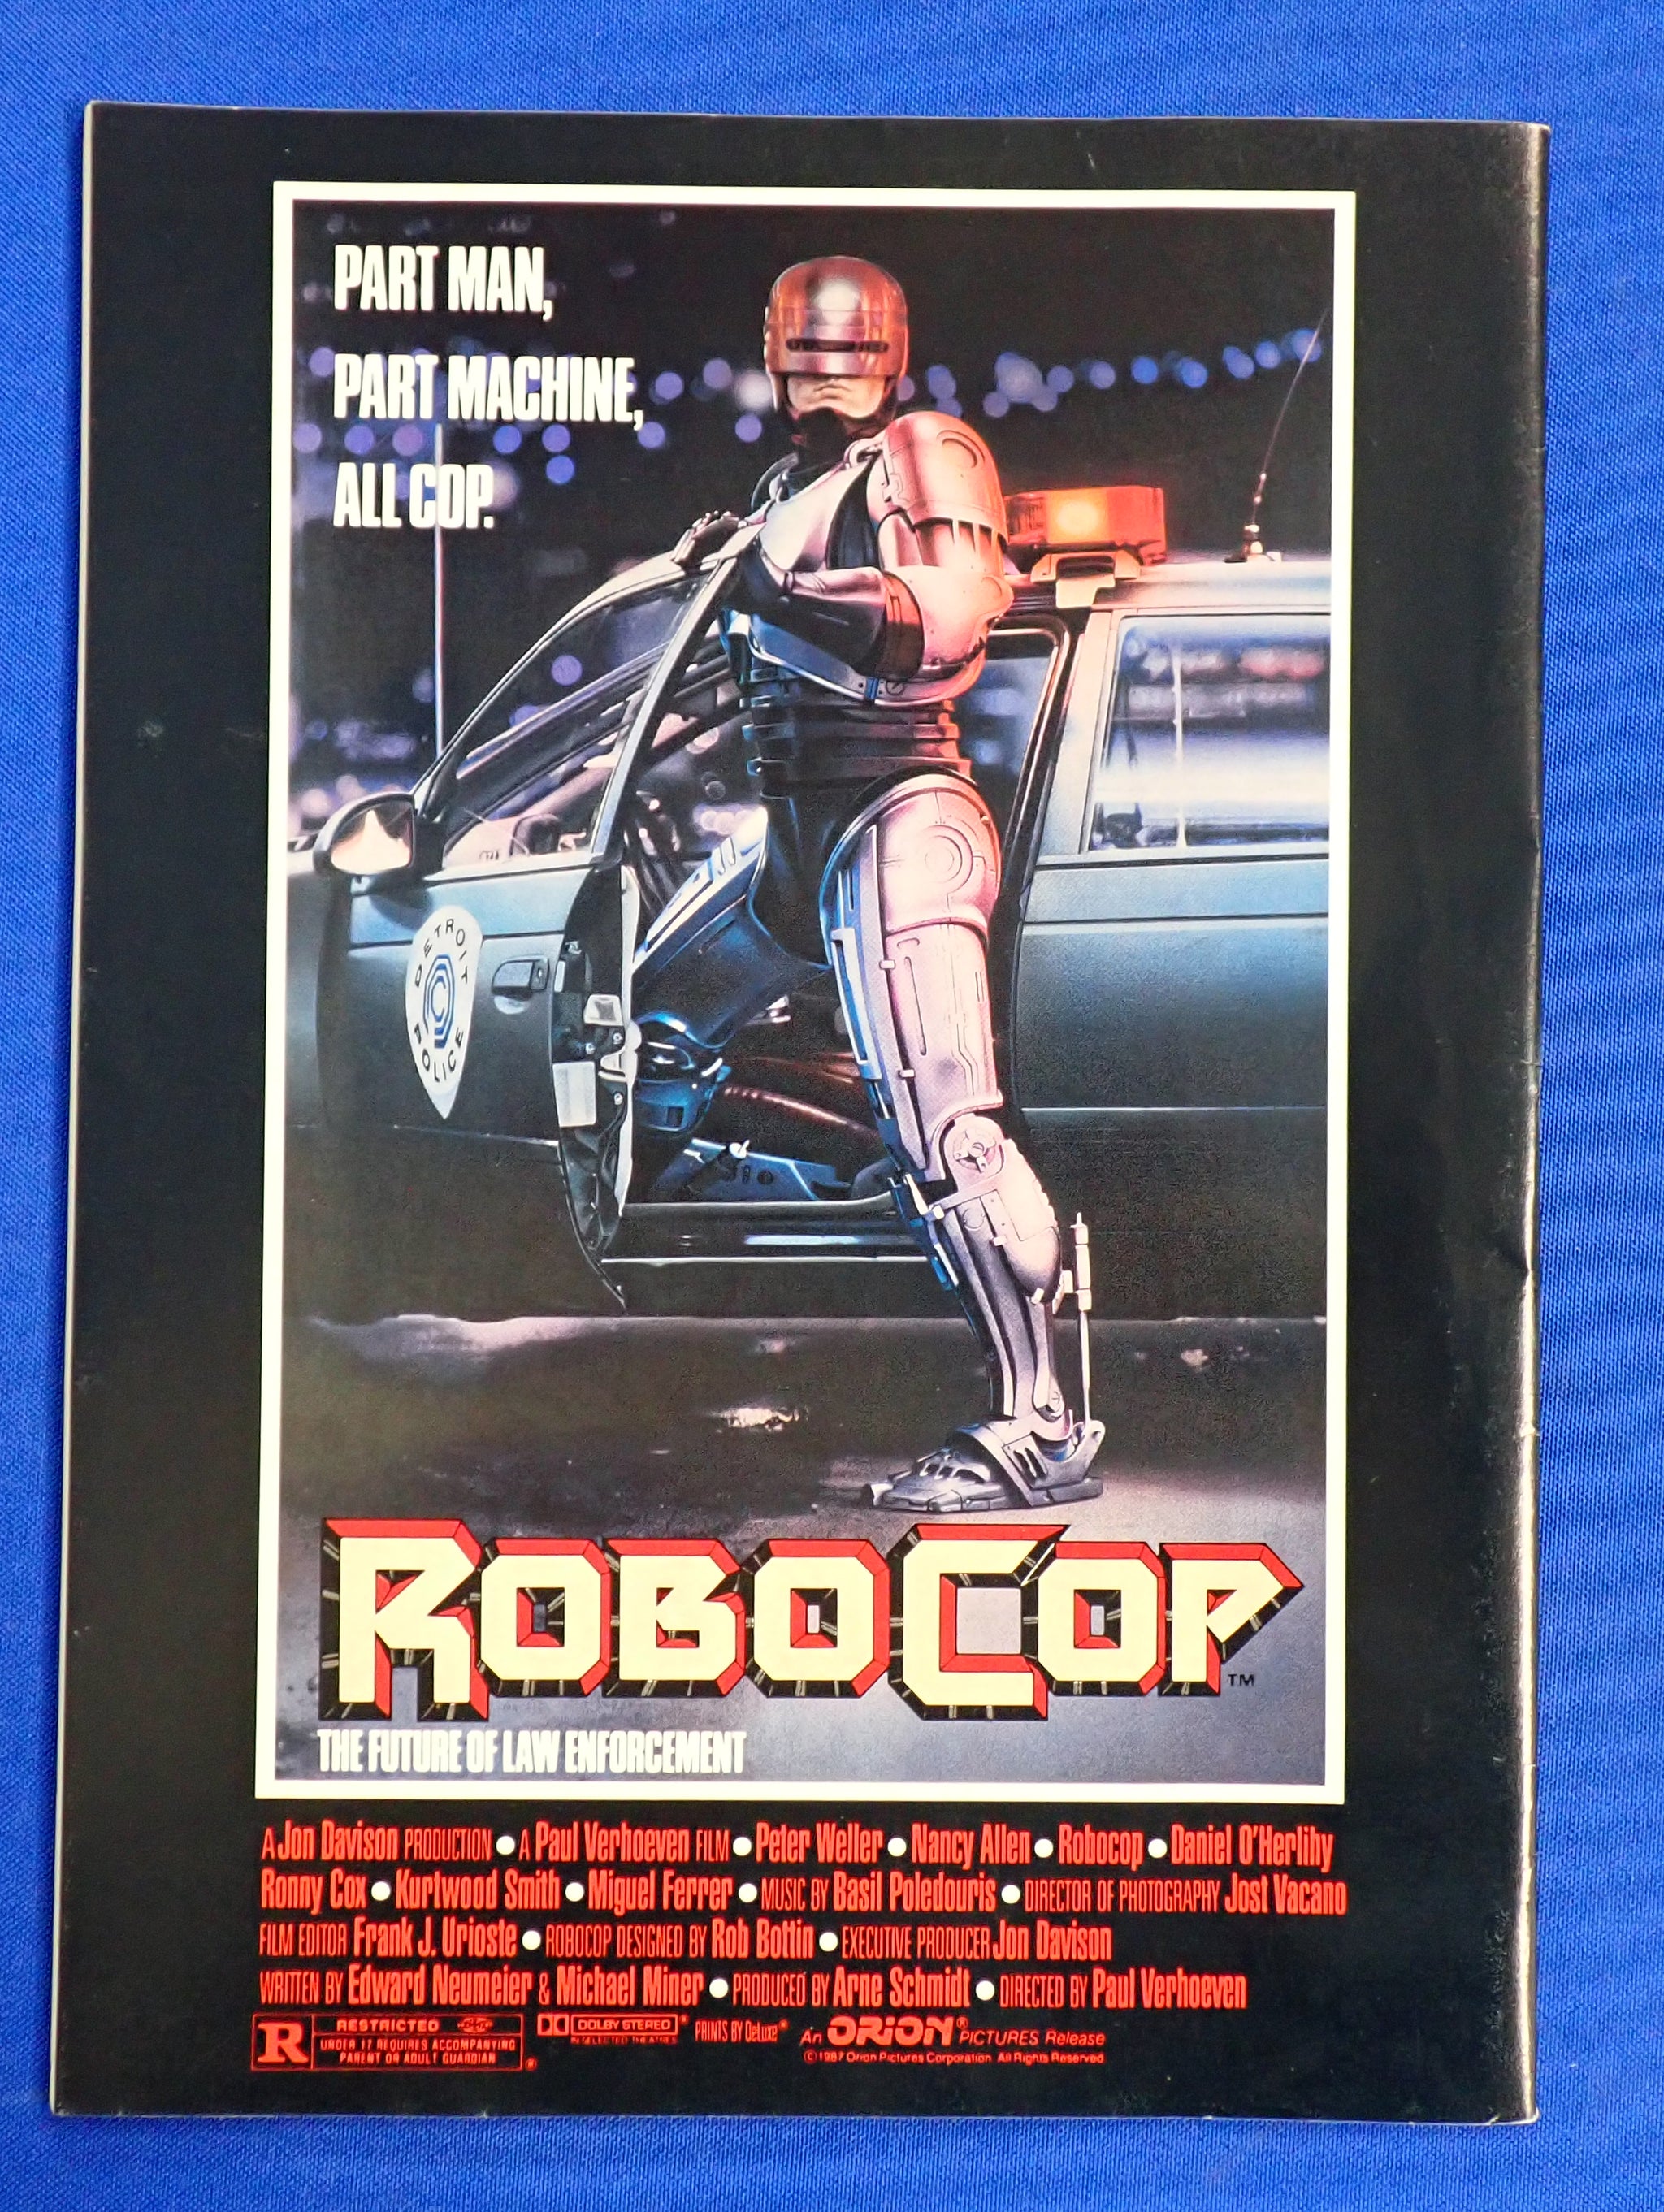 PART MAN,
PART MACHINE,
ALL COP.
DETROIT
POLICE
ROBOCOP TM
THE FUTURE OF LAW ENFORCEMENT
A Jon Davison PRODUCTION ● A Paul Verhoeven FILM ● Peter Weller ● Nancy Allen ● Robocop ● Daniel O'Herlihy
Ronny Cox ● Kurtwood Smith ● Miguel Ferrer ● MUSIC BY Basil Poledouris ● DIRECTOR OF PHOTOGRAPHY Jost Vacano
FILM EDITOR Frank J. Urioste ● ROBOCOP DESIGNED BY Rob Bottin ● EXECUTIVE PRODUCER Jon Davison
WRITTEN BY Edward Neumeier & Michael Miner ● PRODUCED BY Arne Schmidt ● DIRECTED BY Paul Verhoeven
R RESTRICTED
UNDER 17 REQUIRES ACCOMPANYING
PARENT OR ADULT GUARDIAN ®
DOLBY STEREO ®
IN SELECTED THEATRES
PRINTS BY DeLuxe®
An ORION® PICTURES Release
©1987 Orion Pictures Corporation. All Rights Reserved.